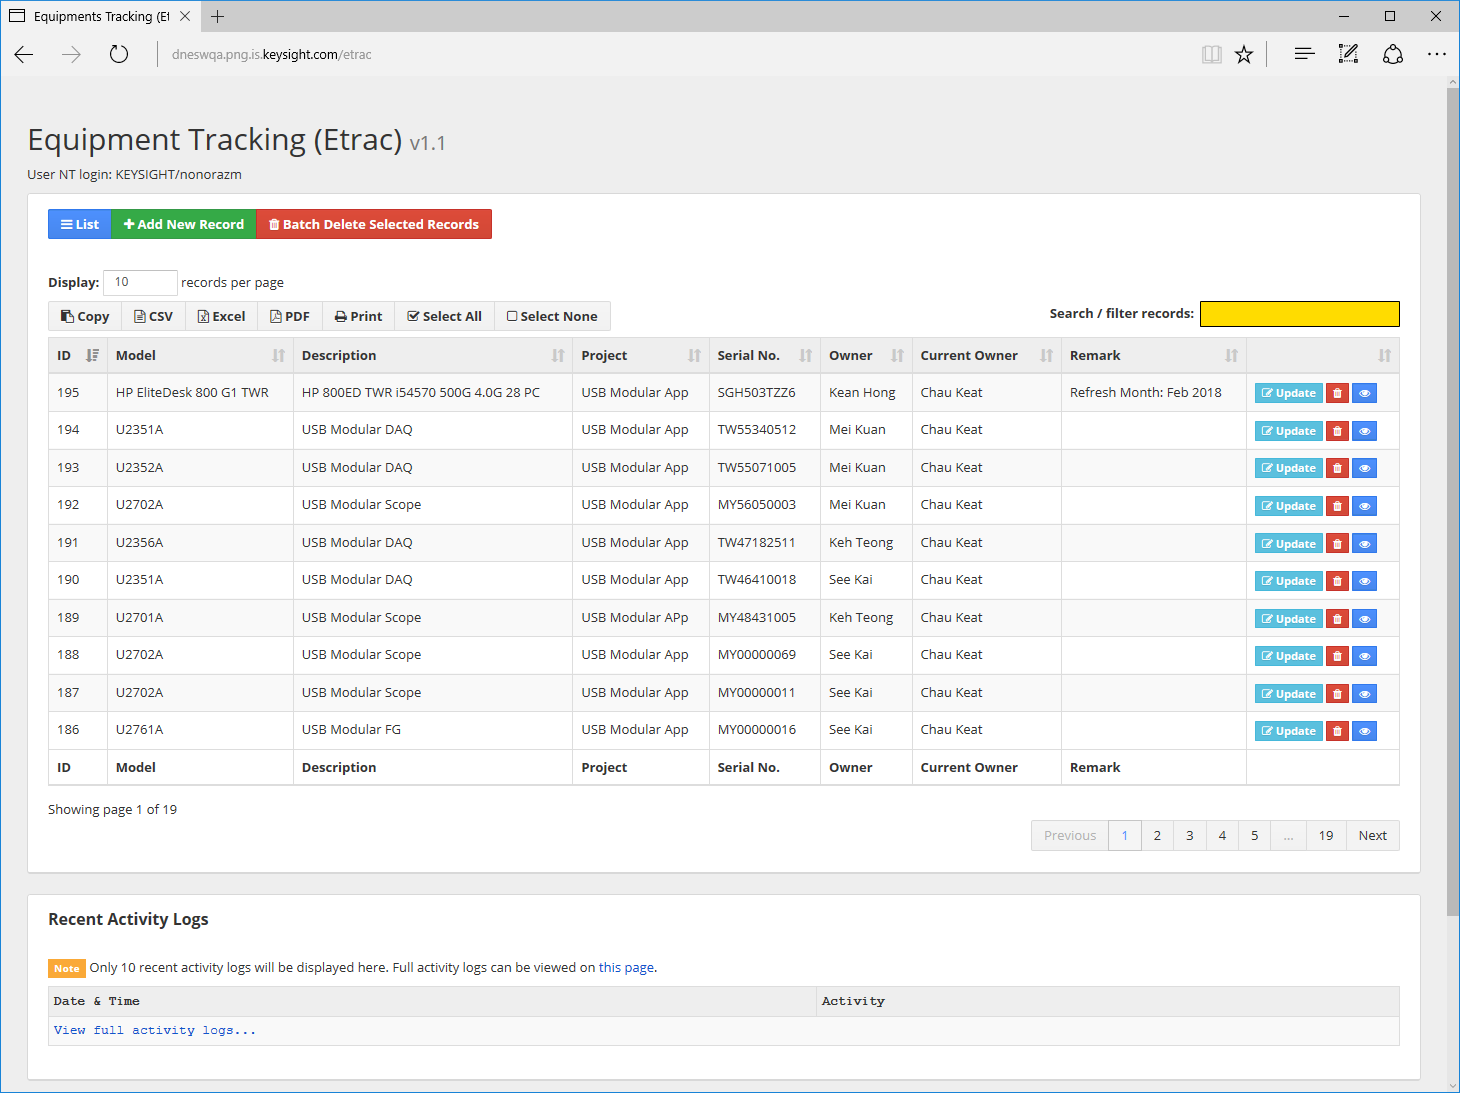 Equipments Tracking (Et
dneswqa.png.is.keysight.com/etrac
Equipment Tracking (Etrac) v1.1
User NT login: KEYSIGHT/nonorazm
List Add New Record Batch Delete Selected Records
Display: 10 records per page
Copy CSV Excel PDF Print Select All Select None Search / filter records:
ID Model Description Project Serial No. Owner Current Owner Remark
195 HP EliteDesk 800 G1 TWR HP 800ED TWR i54570 500G 4.0G 28 PC USB Modular App SGH503TZZ6 Kean Hong Chau Keat Refresh Month: Feb 2018 Update
194 U2351A USB Modular DAQ USB Modular App TW55340512 Mei Kuan Chau Keat Update
193 U2352A USB Modular DAQ USB Modular App TW55071005 Mei Kuan Chau Keat Update
192 U2702A USB Modular Scope USB Modular App MY56050003 Mei Kuan Chau Keat Update
191 U2356A USB Modular DAQ USB Modular App TW47182511 Keh Teong Chau Keat Update
190 U2351A USB Modular DAQ USB Modular App TW46410018 See Kai Chau Keat Update
189 U2701A USB Modular Scope USB Modular APp MY48431005 Keh Teong Chau Keat Update
188 U2702A USB Modular Scope USB Modular App MY00000069 See Kai Chau Keat Update
187 U2702A USB Modular Scope USB Modular App MY00000011 See Kai Chau Keat Update
186 U2761A USB Modular FG USB Modular App MY00000016 See Kai Chau Keat Update
ID Model Description Project Serial No. Owner Current Owner Remark
Showing page 1 of 19
Previous 1 2 3 4 5 ... 19 Next
Recent Activity Logs
Note Only 10 recent activity logs will be displayed here. Full activity logs can be viewed on this page.
Date & Time Activity
View full activity logs...